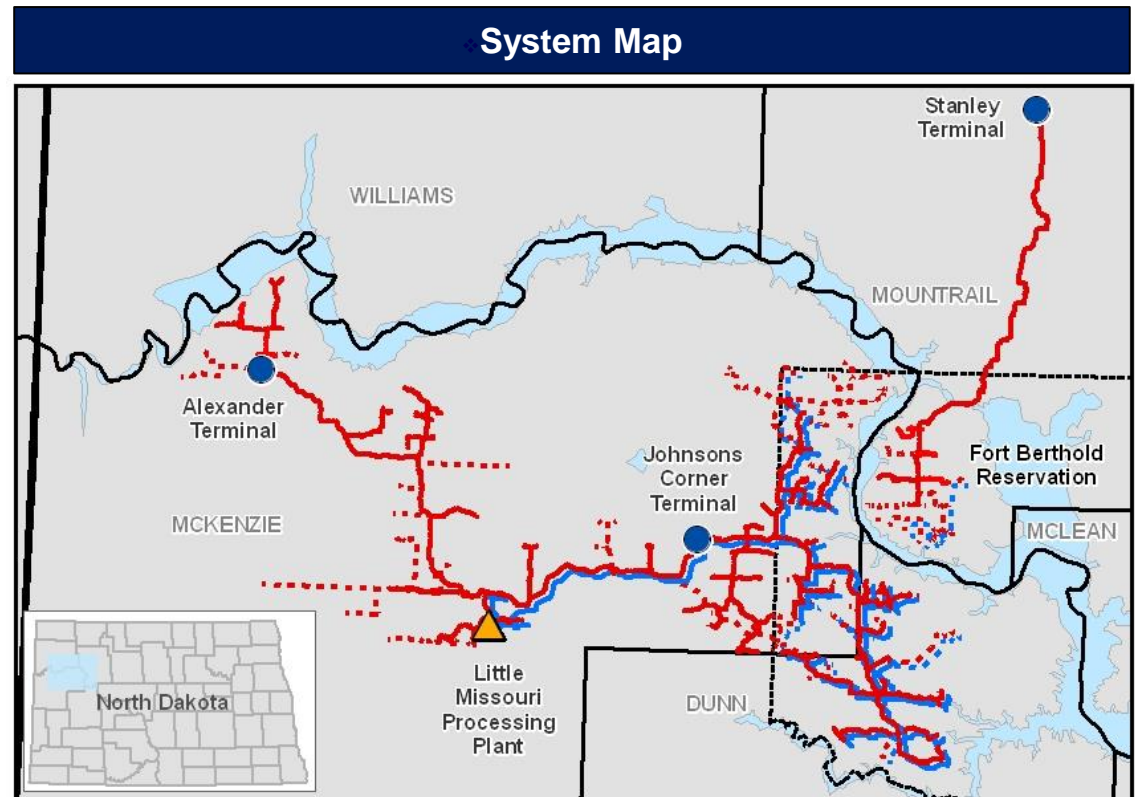 ❖System Map
Stanley
Terminal
WILLIAMS
MOUNTRAIL
Alexander
Terminal
Johnsons
Corner
Terminal
Fort Berthold
Reservation
MCKENZIE
MCLEAN
Little
Missouri
Processing
Plant
DUNN
North Dakota